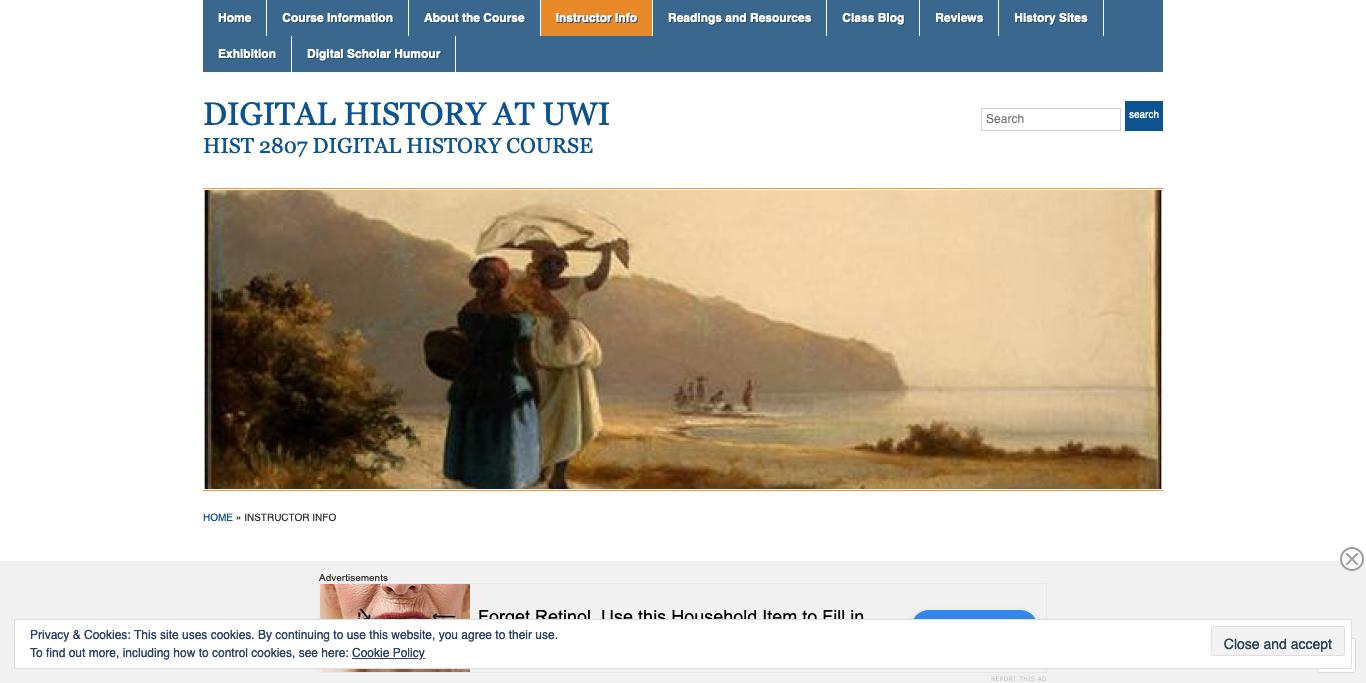 Home Course Information About the Course Instructor Info Readings and Resources Class Blog Reviews History Sites
Exhibition Digital Scholar Humour
DIGITAL HISTORY AT UWI
HIST 2807 DIGITAL HISTORY COURSE
Search search
HOME » INSTRUCTOR INFO
Advertisements
Forget Retinol. Use this Household Item to Fill in
Privacy & Cookies: This site uses cookies. By continuing to use this website, you agree to their use.
To find out more, including how to control cookies, see here: Cookie Policy
Close and accept
REPORT THIS AD